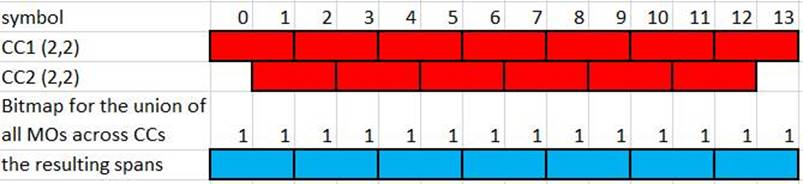 symbol 0 1 2 3 4 5 6 7 8 9 10 11 12 13
CC1 (2,2)
CC2 (2,2)
Bitmap for the union of
all MOs across CCs 1 1 1 1 1 1 1 1 1 1 1 1 1 1
the resulting spans